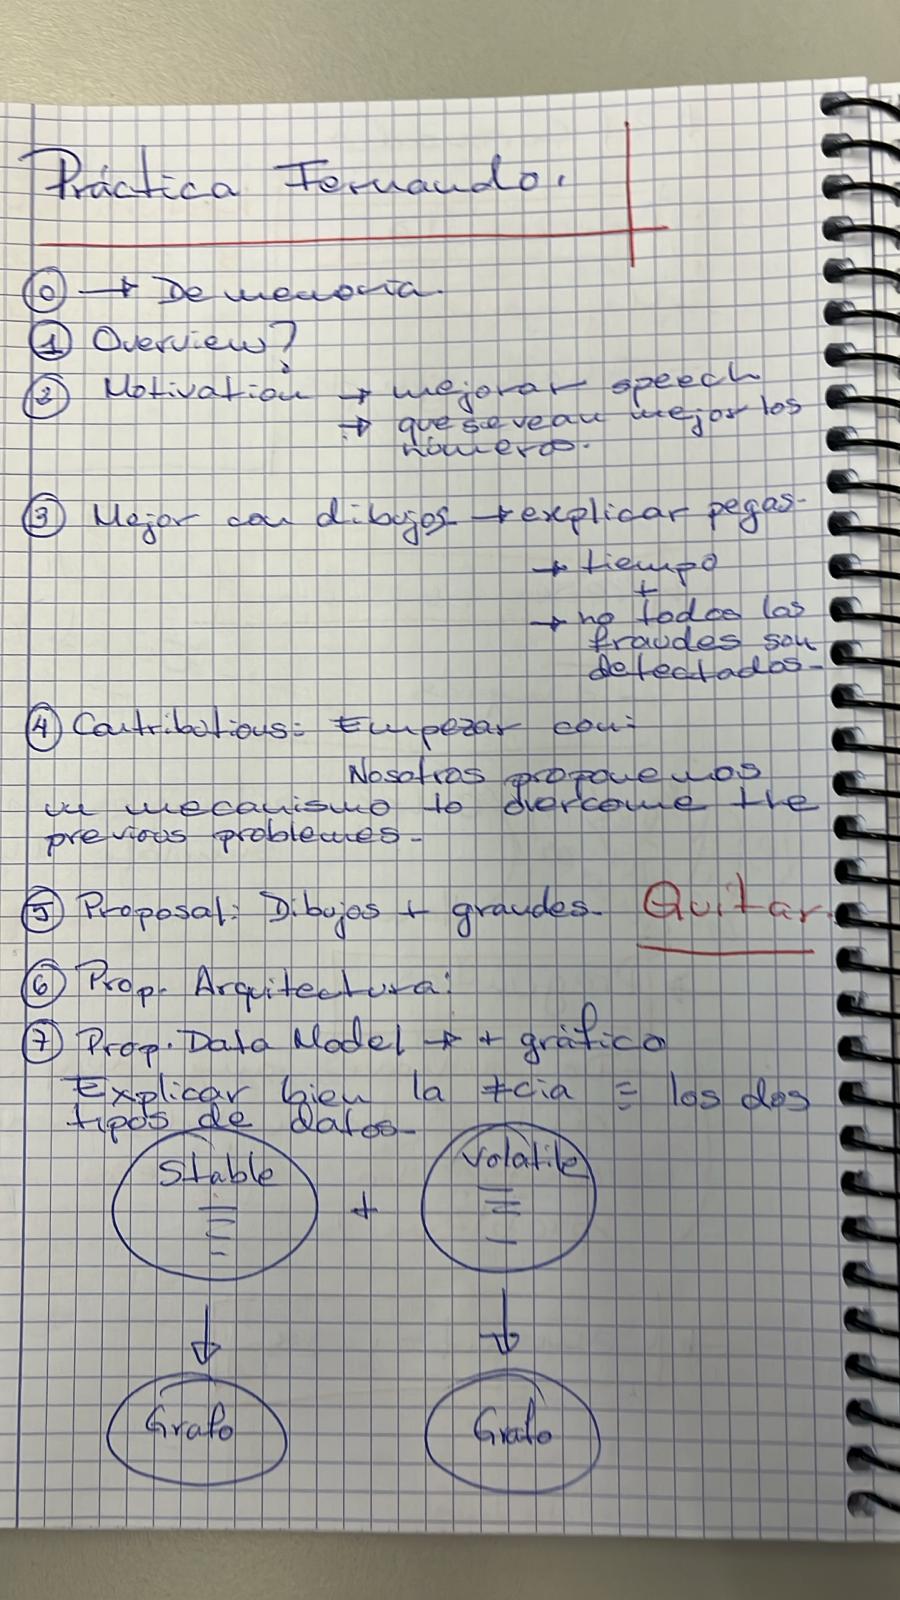 Práctica Fernando.
0 → De memoria.
1 Overview?
2 Motivation → mejorar speech
→ que se vean mejor los
números.
3 Mejor con dibujos → explicar pegas-
→ tiempo
+
→ no todos los
fraudes son
detectados-
4 Contributions: Empezar con:
Nosotros proponemos
un mecanismo to overcome the
previous problemes-
5 Proposal: Dibujos + grandes. Quitar.
6 Prop. Arquitectura:
7 Prop. Data Model → + gráfico
Explicar bien la ≠cia = los dos
tipos de datos-
Stable + Volatile
Grafo Grafo